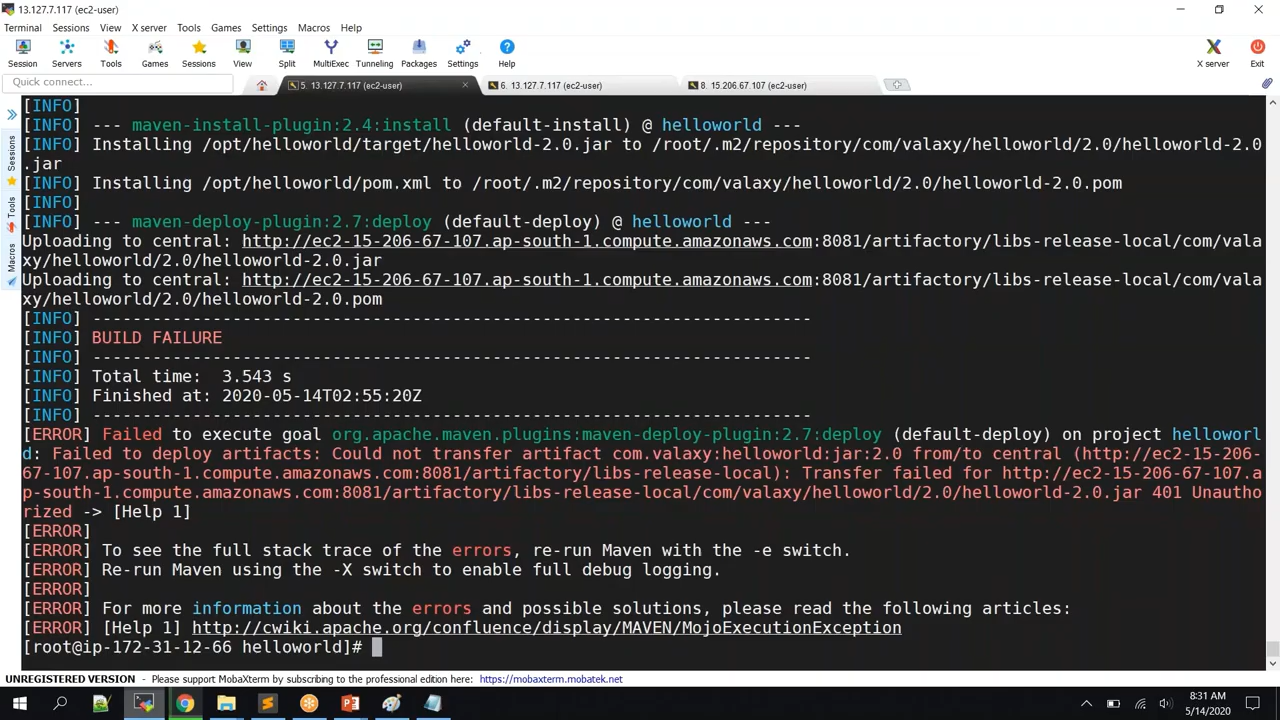 13.127.7.117 (ec2-user)
Terminal Sessions View X server Tools Games Settings Macros Help
Session Servers Tools Games Sessions View Split MultiExec Tunneling Packages Settings Help X server Exit
Quick connect... 5. 13.127.7.117 (ec2-user) 6. 13.127.7.117 (ec2-user) 8. 15.206.67.107 (ec2-user)
Sessions
Tools
Macros
[INFO]
[INFO] --- maven-install-plugin:2.4:install (default-install) @ helloworld ---
[INFO] Installing /opt/helloworld/target/helloworld-2.0.jar to /root/.m2/repository/com/valaxy/helloworld/2.0/helloworld-2.0
.jar
[INFO] Installing /opt/helloworld/pom.xml to /root/.m2/repository/com/valaxy/helloworld/2.0/helloworld-2.0.pom
[INFO]
[INFO] --- maven-deploy-plugin:2.7:deploy (default-deploy) @ helloworld ---
Uploading to central: http://ec2-15-206-67-107.ap-south-1.compute.amazonaws.com:8081/artifactory/libs-release-local/com/vala
xy/helloworld/2.0/helloworld-2.0.jar
Uploading to central: http://ec2-15-206-67-107.ap-south-1.compute.amazonaws.com:8081/artifactory/libs-release-local/com/vala
xy/helloworld/2.0/helloworld-2.0.pom
[INFO] ------------------------------------------------------------------------
[INFO] BUILD FAILURE
[INFO] ------------------------------------------------------------------------
[INFO] Total time:  3.543 s
[INFO] Finished at: 2020-05-14T02:55:20Z
[INFO] ------------------------------------------------------------------------
[ERROR] Failed to execute goal org.apache.maven.plugins:maven-deploy-plugin:2.7:deploy (default-deploy) on project helloworl
d: Failed to deploy artifacts: Could not transfer artifact com.valaxy:helloworld:jar:2.0 from/to central (http://ec2-15-206-
67-107.ap-south-1.compute.amazonaws.com:8081/artifactory/libs-release-local): Transfer failed for http://ec2-15-206-67-107.a
p-south-1.compute.amazonaws.com:8081/artifactory/libs-release-local/com/valaxy/helloworld/2.0/helloworld-2.0.jar 401 Unautho
rized -> [Help 1]
[ERROR]
[ERROR] To see the full stack trace of the errors, re-run Maven with the -e switch.
[ERROR] Re-run Maven using the -X switch to enable full debug logging.
[ERROR]
[ERROR] For more information about the errors and possible solutions, please read the following articles:
[ERROR] [Help 1] http://cwiki.apache.org/confluence/display/MAVEN/MojoExecutionException
[root@ip-172-31-12-66 helloworld]#
UNREGISTERED VERSION - Please support MobaXterm by subscribing to the professional edition here: https://mobaxterm.mobatek.net
8:31 AM
5/14/2020